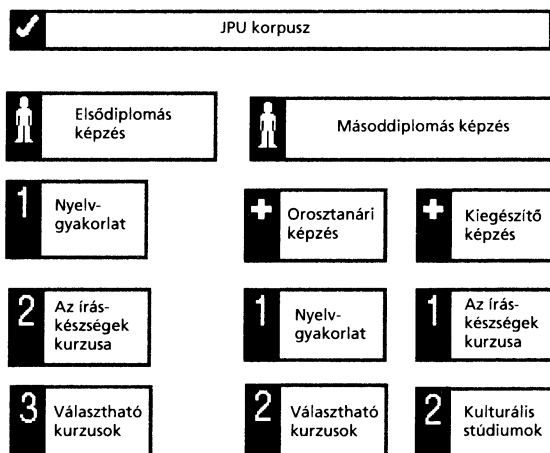 ✓ JPU korpusz
Elsődiplomás
képzés
Másoddiplomás képzés
1 Nyelv-
gyakorlat
+ Orosztanári
képzés
+ Kiegészítő
képzés
2 Az írás-
készségek
kurzusa
1 Nyelv-
gyakorlat
1 Az írás-
készségek
kurzusa
3 Választható
kurzusok
2 Választható
kurzusok
2 Kulturális
stúdiumok